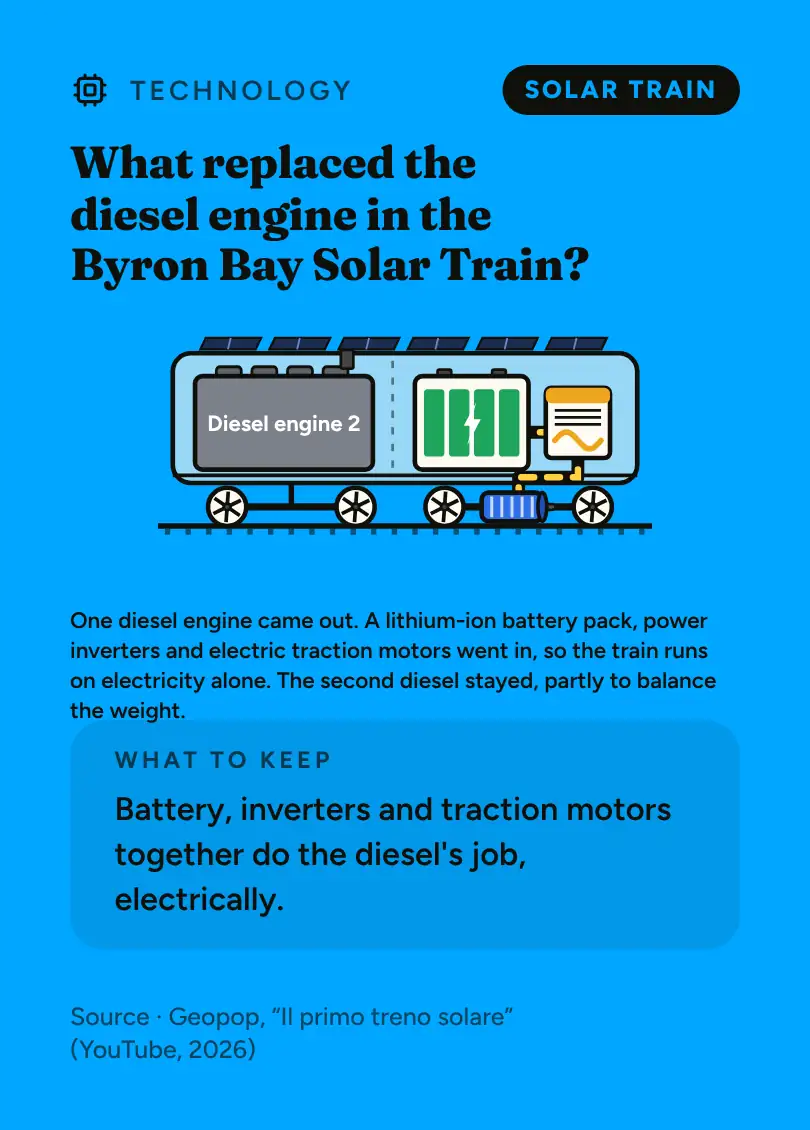 TECHNOLOGY
SOLAR TRAIN
What replaced the
diesel engine in the
Byron Bay Solar Train?
Diesel engine 2
One diesel engine came out. A lithium-ion battery pack, power
inverters and electric traction motors went in, so the train runs
on electricity alone. The second diesel stayed, partly to balance
the weight.
WHAT TO KEEP
Battery, inverters and traction motors
together do the diesel's job,
electrically.
Source · Geopop, “Il primo treno solare”
(YouTube, 2026)